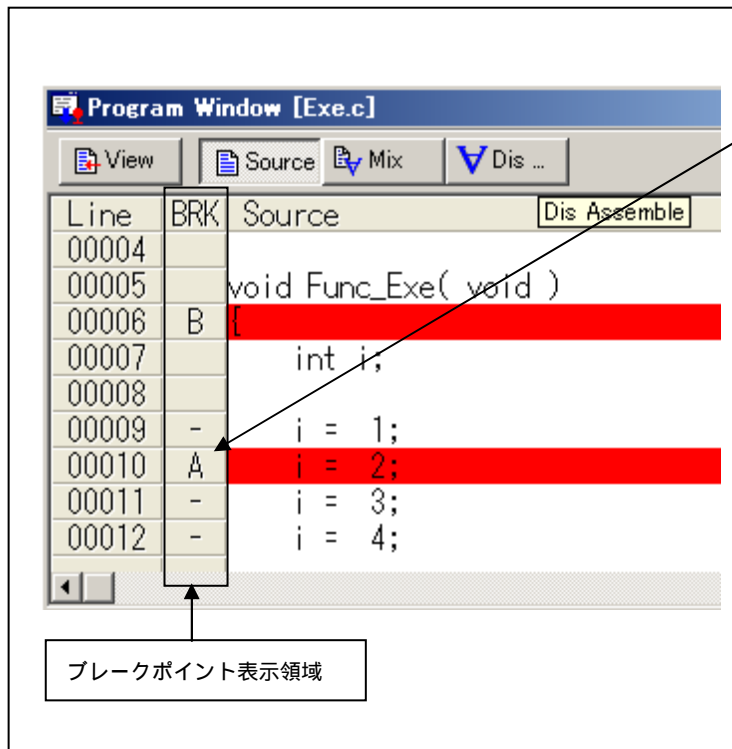 Program Window [Exe.c]
View Source Mix Dis ...
Line BRK Source Dis Assemble
00004
00005 void Func_Exe( void )
00006 B {
00007 int i;
00008
00009 - i = 1;
00010 A i = 2;
00011 - i = 3;
00012 - i = 4;
ブレークポイント表示領域